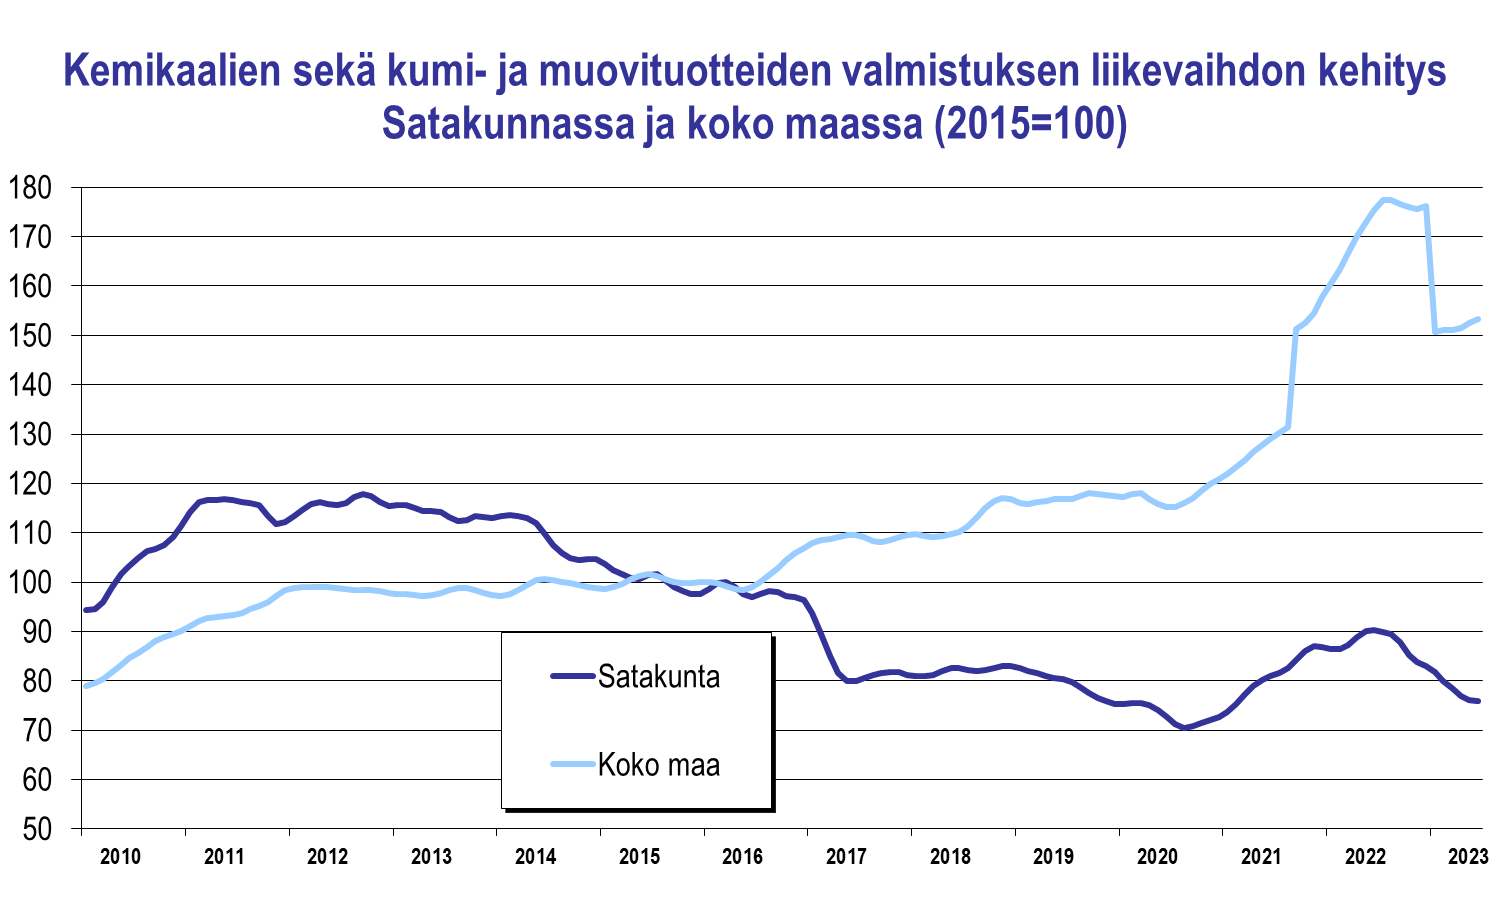 Kemikaalien sekä kumi- ja muovituotteiden valmistuksen liikevaihdon kehitys
Satakunnassa ja koko maassa (2015=100)
180
170
160
150
140
130
120
110
100
90
80
70
60
50
Satakunta
Koko maa
2010 2011 2012 2013 2014 2015 2016 2017 2018 2019 2020 2021 2022 2023